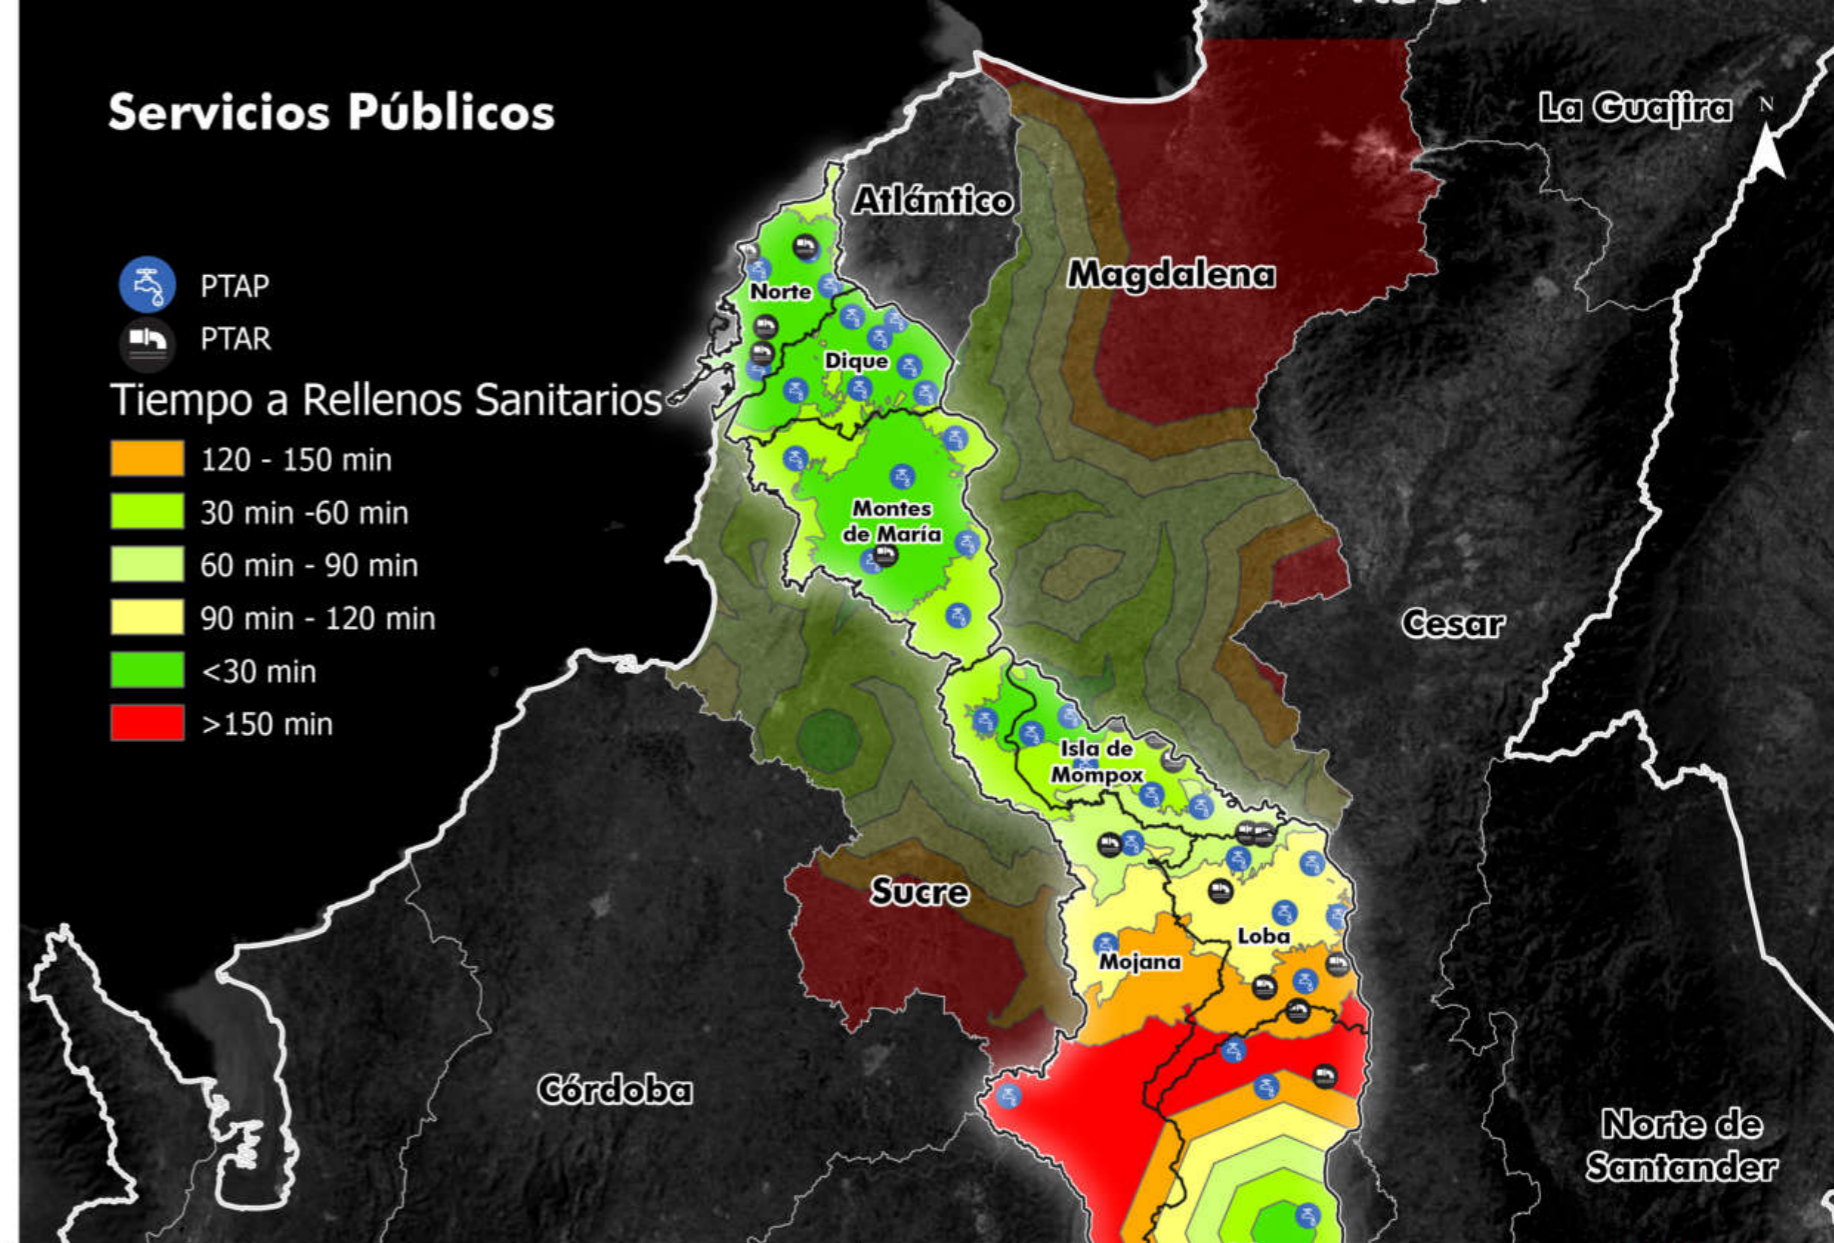 Servicios Públicos
PTAP
PTAR
Tiempo a Rellenos Sanitarios
120 - 150 min
30 min -60 min
60 min - 90 min
90 min - 120 min
<30 min
>150 min
La Guajira
N
Atlántico
Magdalena
Norte
Dique
Montes
de María
Cesar
Isla de
Mompox
Sucre
Loba
Mojana
Córdoba
Norte de
Santander